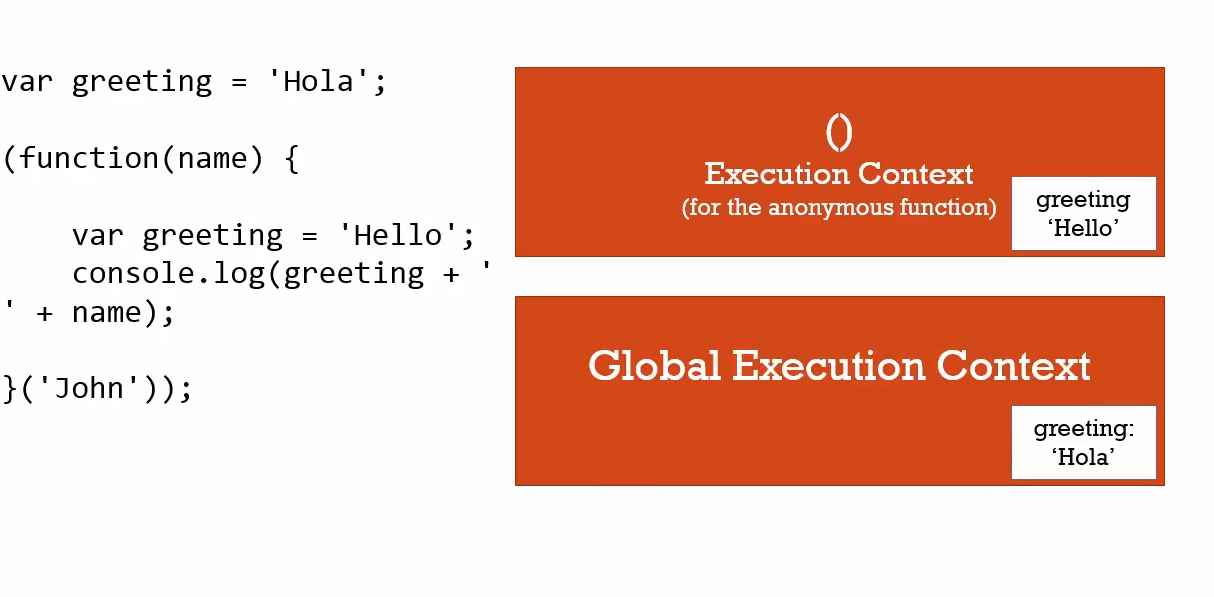 var greeting = 'Hola';
(function(name) {
var greeting = 'Hello';
console.log(greeting + '
' + name);
}('John'));
()
Execution Context
(for the anonymous function)
greeting
‘Hello’
Global Execution Context
greeting:
‘Hola’